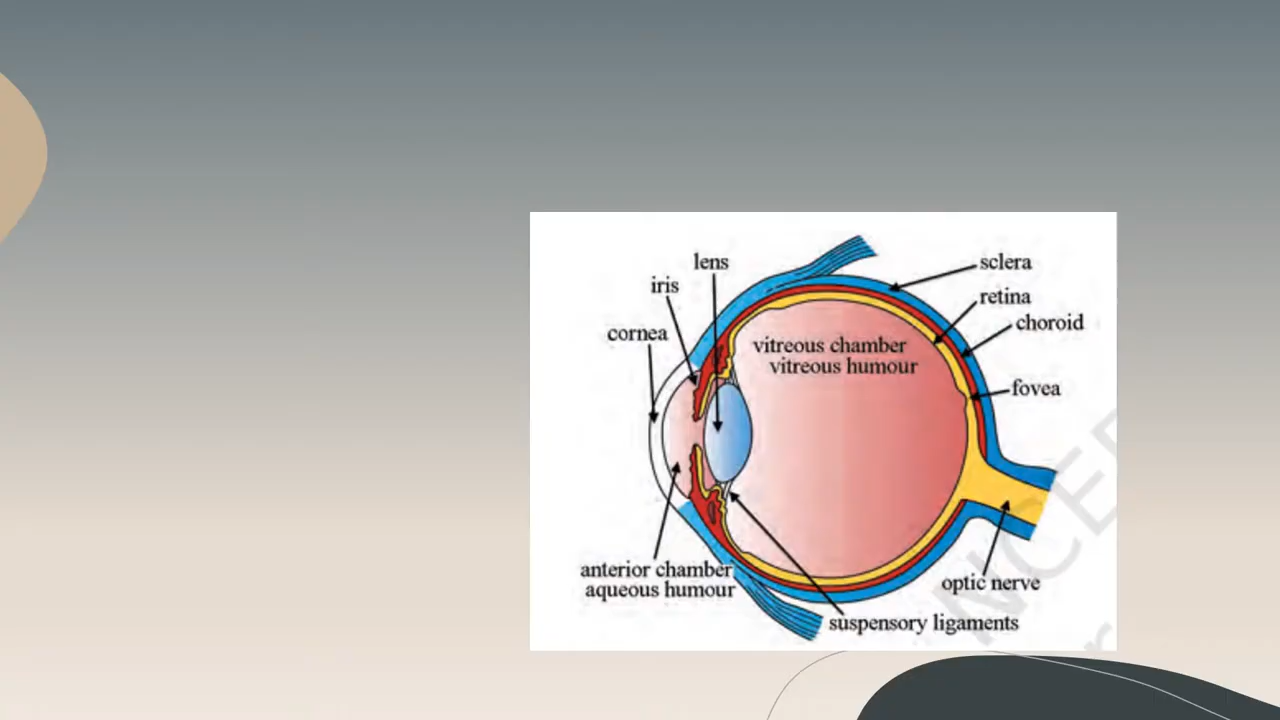 lens
sclera
iris
retina
choroid
cornea
vitreous chamber
vitreous humour
fovea
anterior chamber
aqueous humour
optic nerve
suspensory ligaments